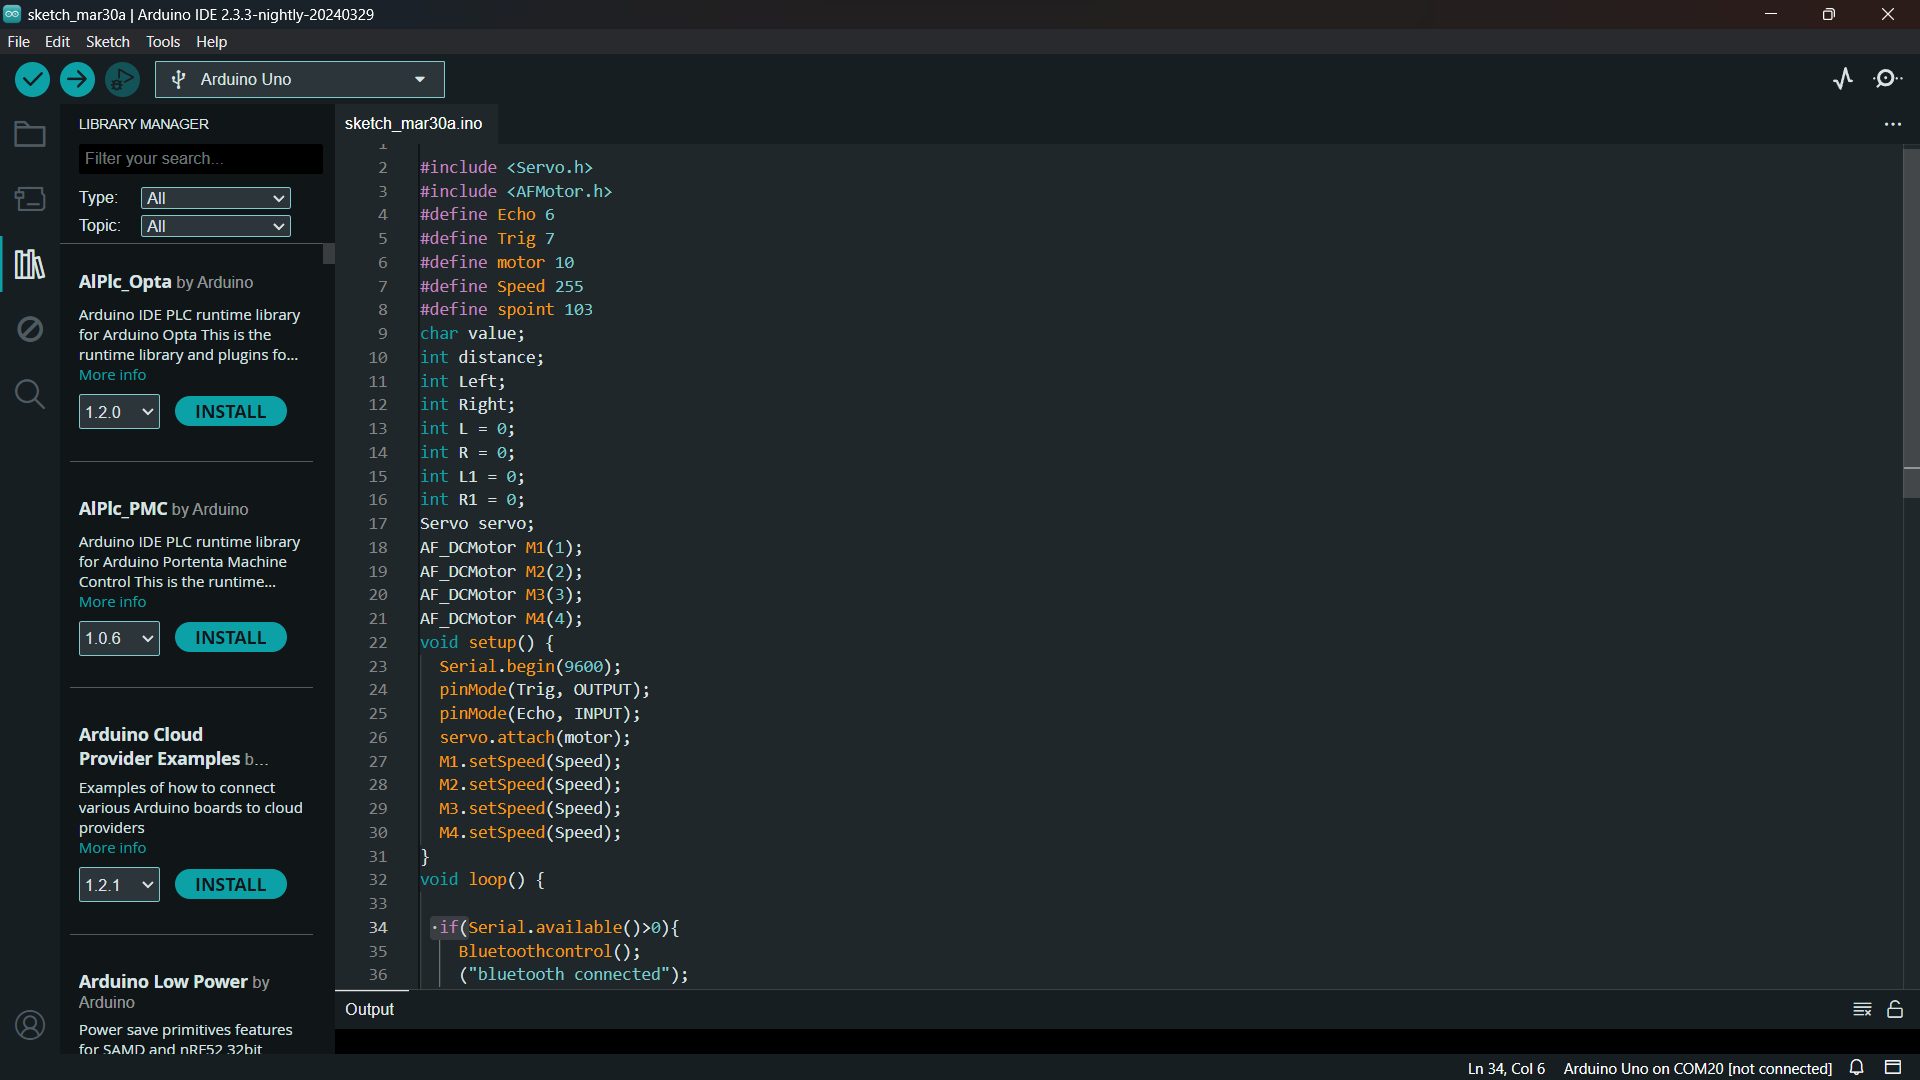 sketch_mar30a | Arduino IDE 2.3.3-nightly-20240329
File Edit Sketch Tools Help
Arduino Uno
LIBRARY MANAGER
Filter your search...
Type: All
Topic: All
AlPlc_Opta by Arduino
Arduino IDE PLC runtime library
for Arduino Opta This is the
runtime library and plugins fo...
More info
1.2.0 INSTALL
AlPlc_PMC by Arduino
Arduino IDE PLC runtime library
for Arduino Portenta Machine
Control This is the runtime...
More info
1.0.6 INSTALL
Arduino Cloud
Provider Examples b...
Examples of how to connect
various Arduino boards to cloud
providers
More info
1.2.1 INSTALL
Arduino Low Power by
Arduino
Power save primitives features
for SAMD and nRF52 32bit
sketch_mar30a.ino
1
2 #include <Servo.h>
3 #include <AFMotor.h>
4 #define Echo 6
5 #define Trig 7
6 #define motor 10
7 #define Speed 255
8 #define spoint 103
9 char value;
10 int distance;
11 int Left;
12 int Right;
13 int L = 0;
14 int R = 0;
15 int L1 = 0;
16 int R1 = 0;
17 Servo servo;
18 AF_DCMotor M1(1);
19 AF_DCMotor M2(2);
20 AF_DCMotor M3(3);
21 AF_DCMotor M4(4);
22 void setup() {
23 Serial.begin(9600);
24 pinMode(Trig, OUTPUT);
25 pinMode(Echo, INPUT);
26 servo.attach(motor);
27 M1.setSpeed(Speed);
28 M2.setSpeed(Speed);
29 M3.setSpeed(Speed);
30 M4.setSpeed(Speed);
31 }
32 void loop() {
33
34 ·if(Serial.available()>0){
35 Bluetoothcontrol();
36 ("bluetooth connected");
Output
Ln 34, Col 6 Arduino Uno on COM20 [not connected]